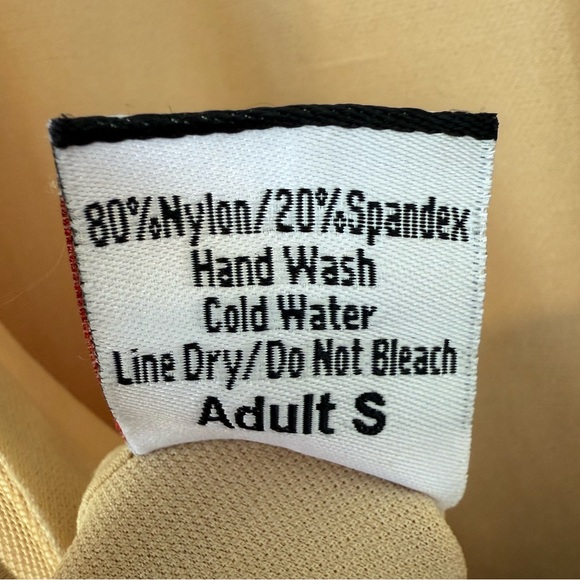 80%Nylon/20%Spandex
Hand Wash
Cold Water
Line Dry/Do Not Bleach
Adult S